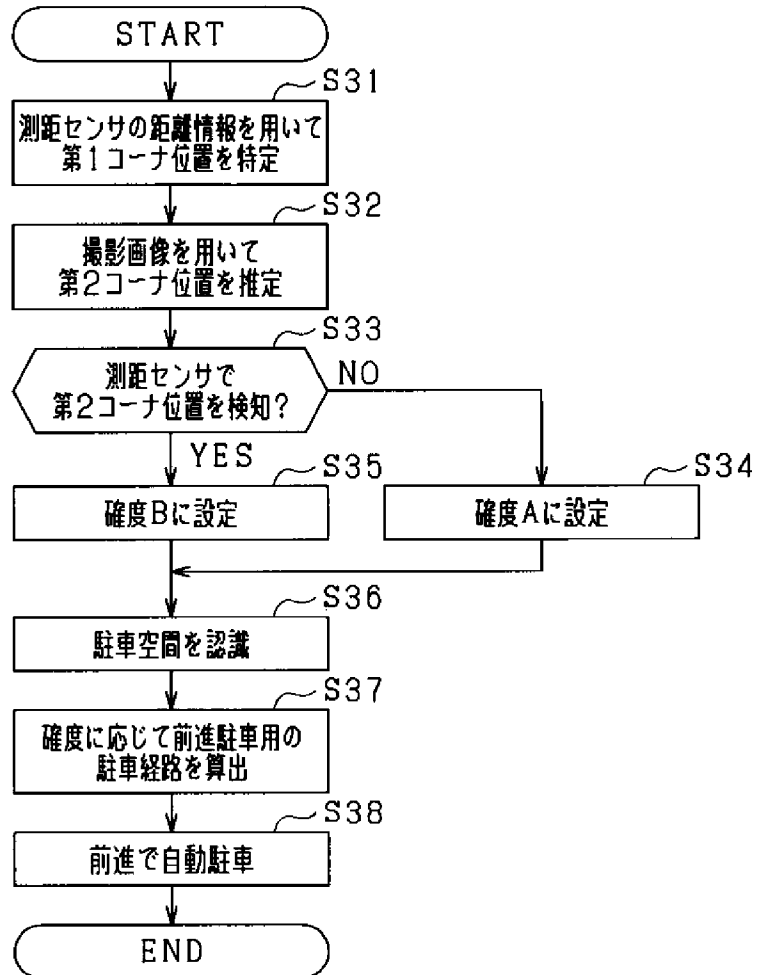 START
S31
測距センサの距離情報を用いて
第1コーナ位置を特定
S32
撮影画像を用いて
第2コーナ位置を推定
S33
測距センサで
第2コーナ位置を検知?
NO
YES
S35
確度Bに設定
S34
確度Aに設定
S36
駐車空間を認識
S37
確度に応じて前進駐車用の
駐車経路を算出
S38
前進で自動駐車
END